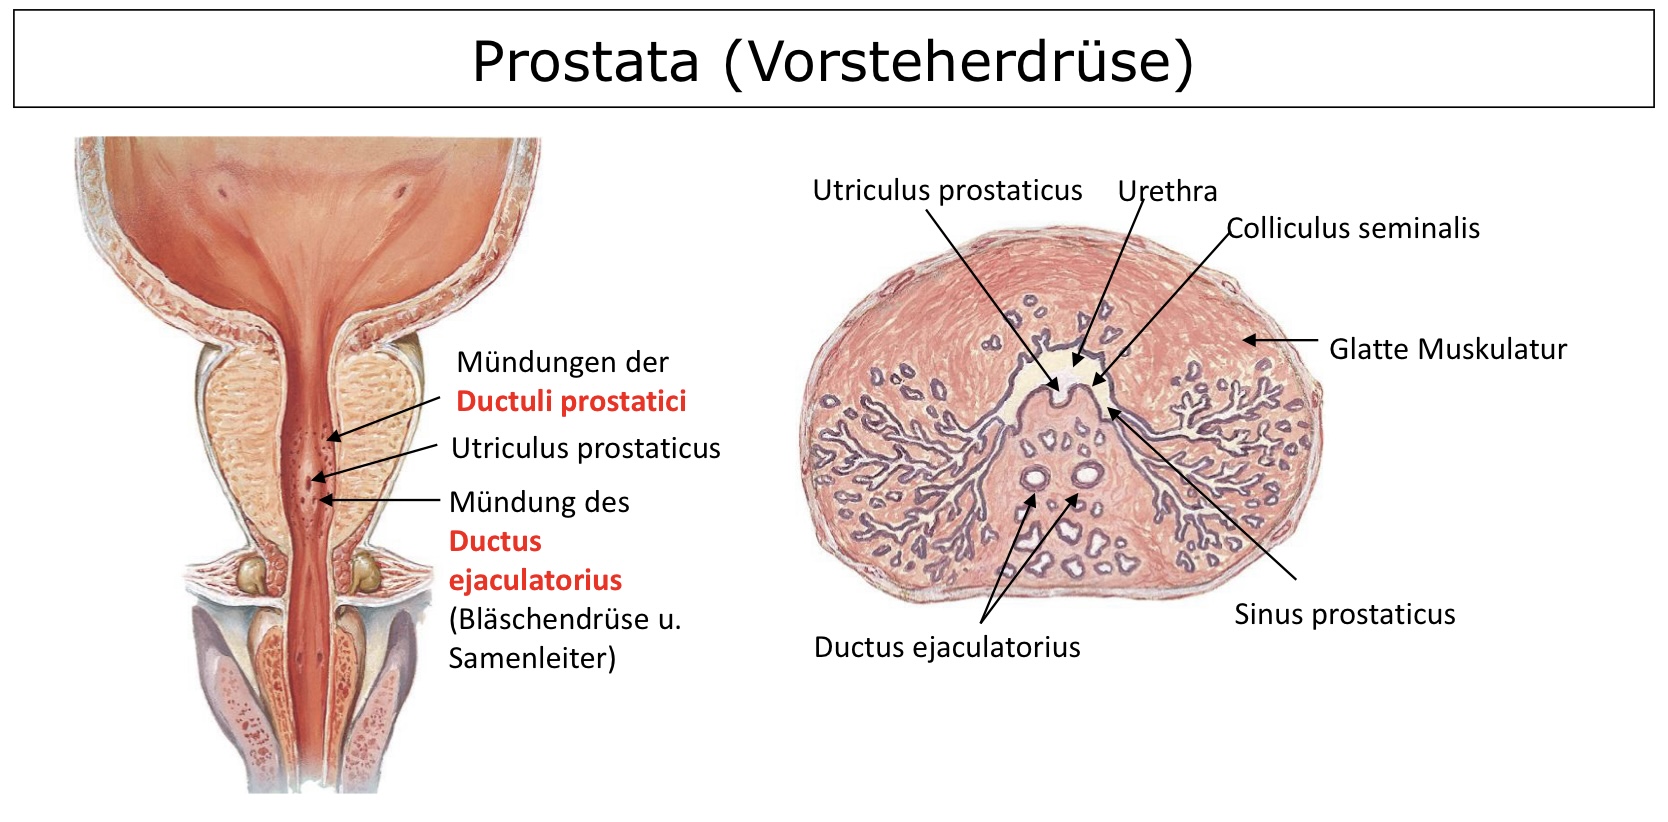 Prostata (Vorsteherdrüse)
Mündungen der
Ductuli prostatici
Utriculus prostaticus
Mündung des
Ductus
ejaculatorius
(Bläschendrüse u.
Samenleiter)
Utriculus prostaticus
Urethra
Colliculus seminalis
Glatte Muskulatur
Sinus prostaticus
Ductus ejaculatorius